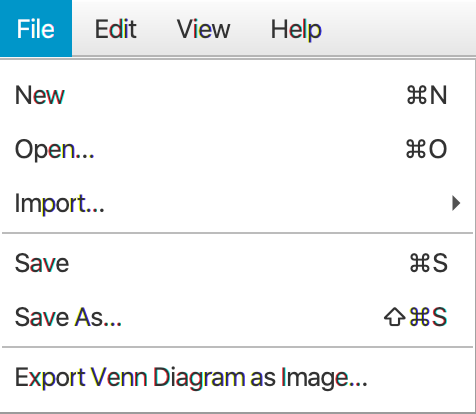 File Edit View Help
New ⌘N
Open... ⌘O
Import...
Save ⌘S
Save As... ⇧⌘S
Export Venn Diagram as Image...